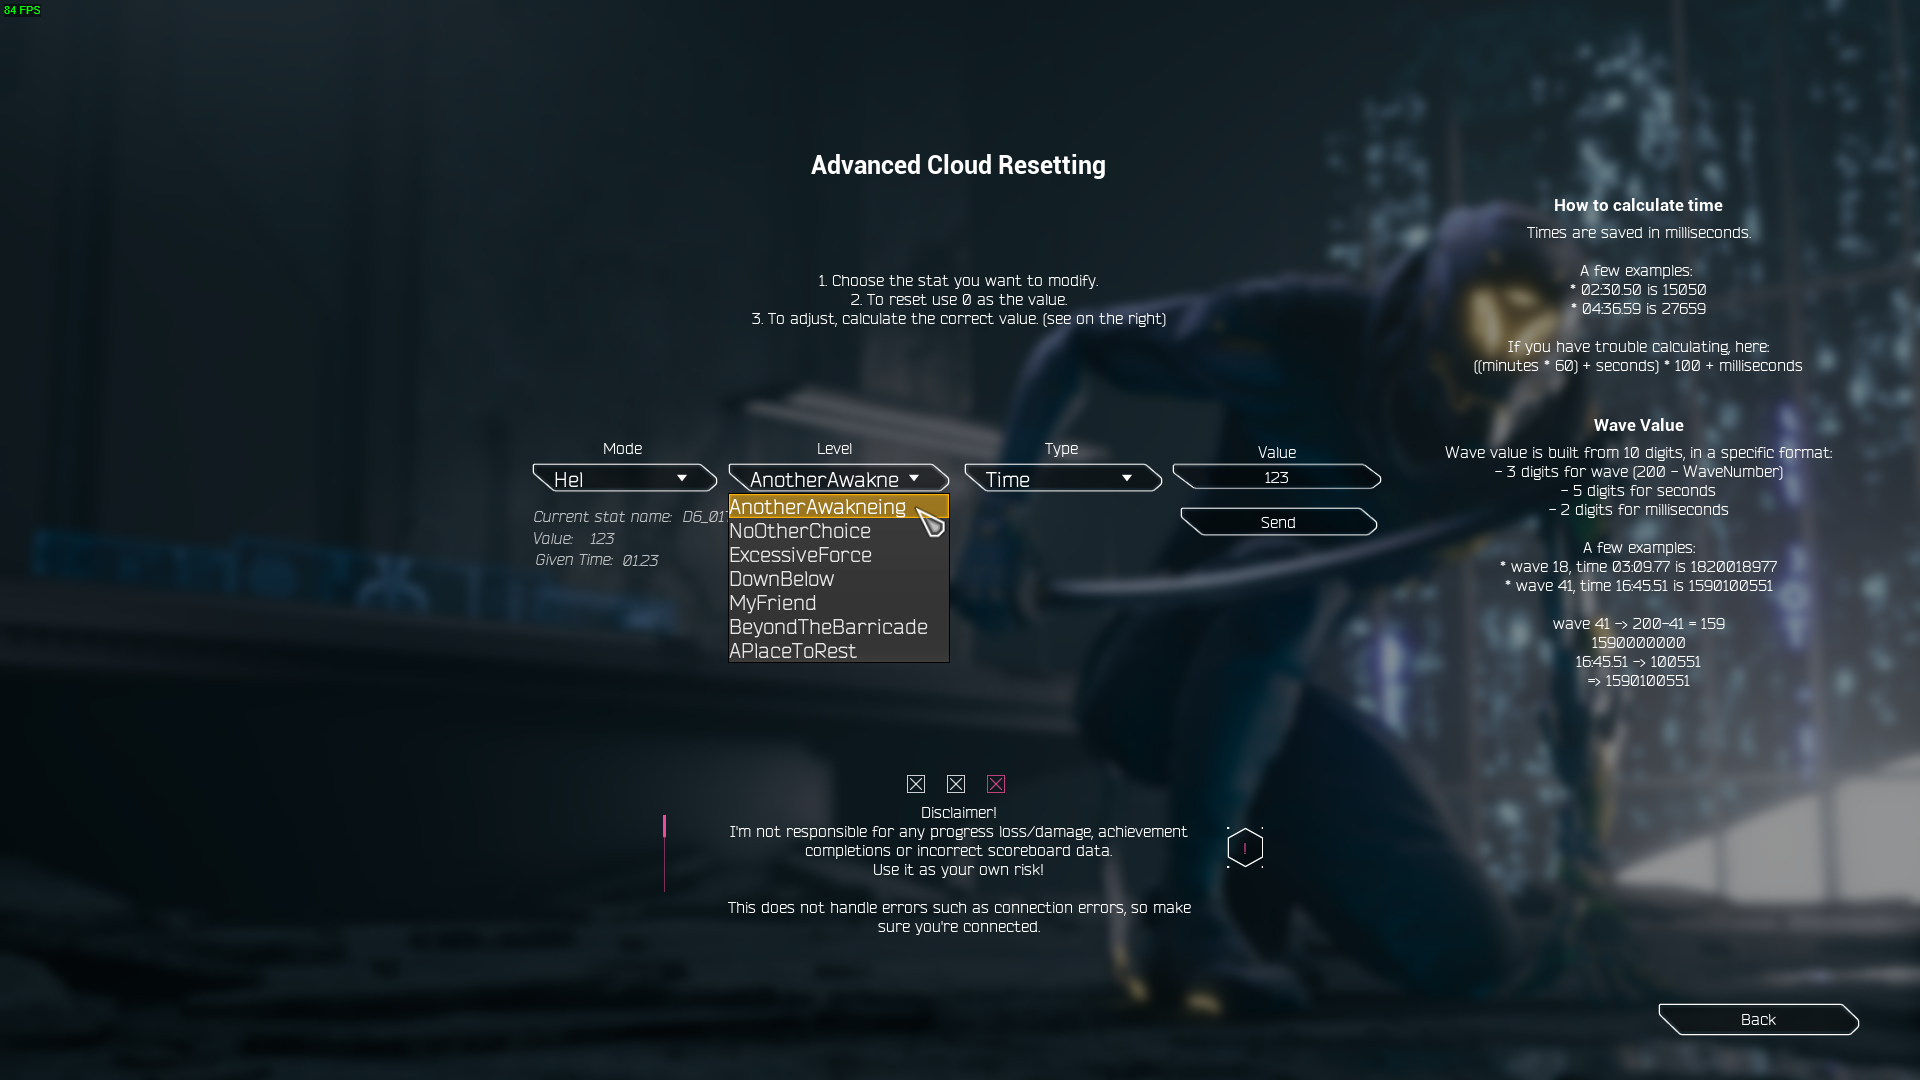 84 FPS
Advanced Cloud Resetting
1. Choose the stat you want to modify.
2. To reset use 0 as the value.
3. To adjust, calculate the correct value. (see on the right)
Mode
Level
Type
Value
Hel
AnotherAwakne
Time
123
AnotherAwakneing
NoOtherChoice
ExcessiveForce
DownBelow
MyFriend
BeyondTheBarricade
APlaceToRest
Current stat name: D6_01
Value: 123
Given Time: 01.23
Send
How to calculate time
Times are saved in milliseconds.
A few examples:
* 02:30.50 is 15050
* 04:36.59 is 27659
If you have trouble calculating, here:
((minutes * 60) + seconds) * 100 + milliseconds
Wave Value
Wave value is built from 10 digits, in a specific format:
- 3 digits for wave (200 - WaveNumber)
- 5 digits for seconds
- 2 digits for milliseconds
A few examples:
* wave 18, time 03:09.77 is 1820018977
* wave 41, time 16:45.51 is 1590100551
wave 41 -> 200-41 = 159
1590000000
16:45.51 -> 100551
=> 1590100551
Disclaimer!
I'm not responsible for any progress loss/damage, achievement
completions or incorrect scoreboard data.
Use it as your own risk!
This does not handle errors such as connection errors, so make
sure you're connected.
!
Back